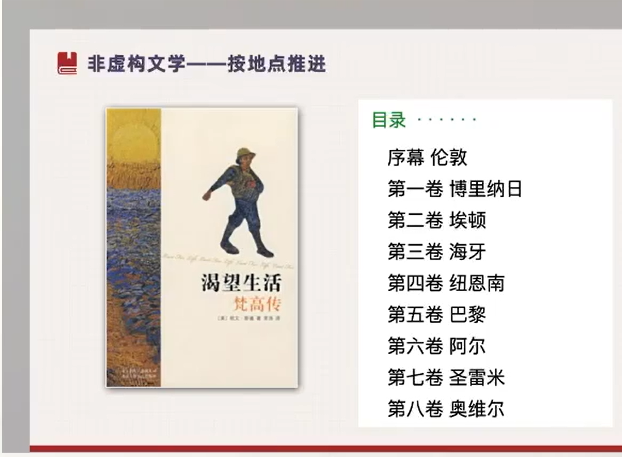 非虚构文学——按地点推进
渴望生活
梵高传
目录 ······
序幕 伦敦
第一卷 博里纳日
第二卷 埃顿
第三卷 海牙
第四卷 纽恩南
第五卷 巴黎
第六卷 阿尔
第七卷 圣雷米
第八卷 奥维尔